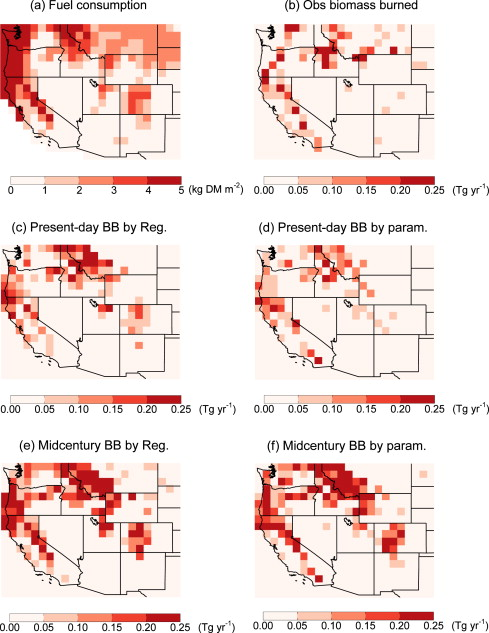 (a) Fuel consumption
(b) Obs biomass burned
0 1 2 3 4 5 (kg DM m⁻²)
0.00 0.05 0.10 0.15 0.20 0.25
(Tg yr⁻¹)
(c) Present-day BB by Reg.
(d) Present-day BB by param.
0.00 0.05 0.10 0.15 0.20 0.25 (Tg yr⁻¹)
0.00 0.05 0.10 0.15 0.20 0.25
(Tg yr⁻¹)
(e) Midcentury BB by Reg.
(f) Midcentury BB by param.
0.00 0.05 0.10 0.15 0.20 0.25 (Tg yr⁻¹)
0.00 0.05 0.10 0.15 0.20 0.25
(Tg yr⁻¹)